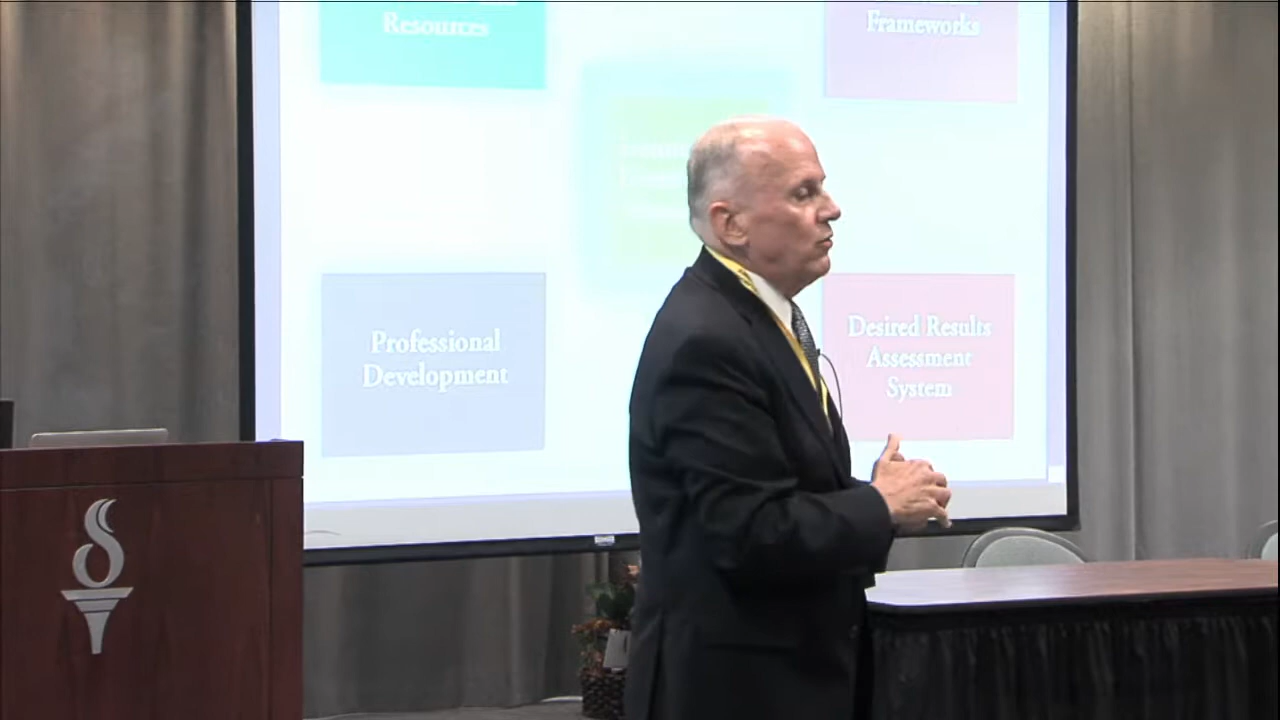 Resources
Frameworks
Professional
Development
Desired Results
Assessment
System